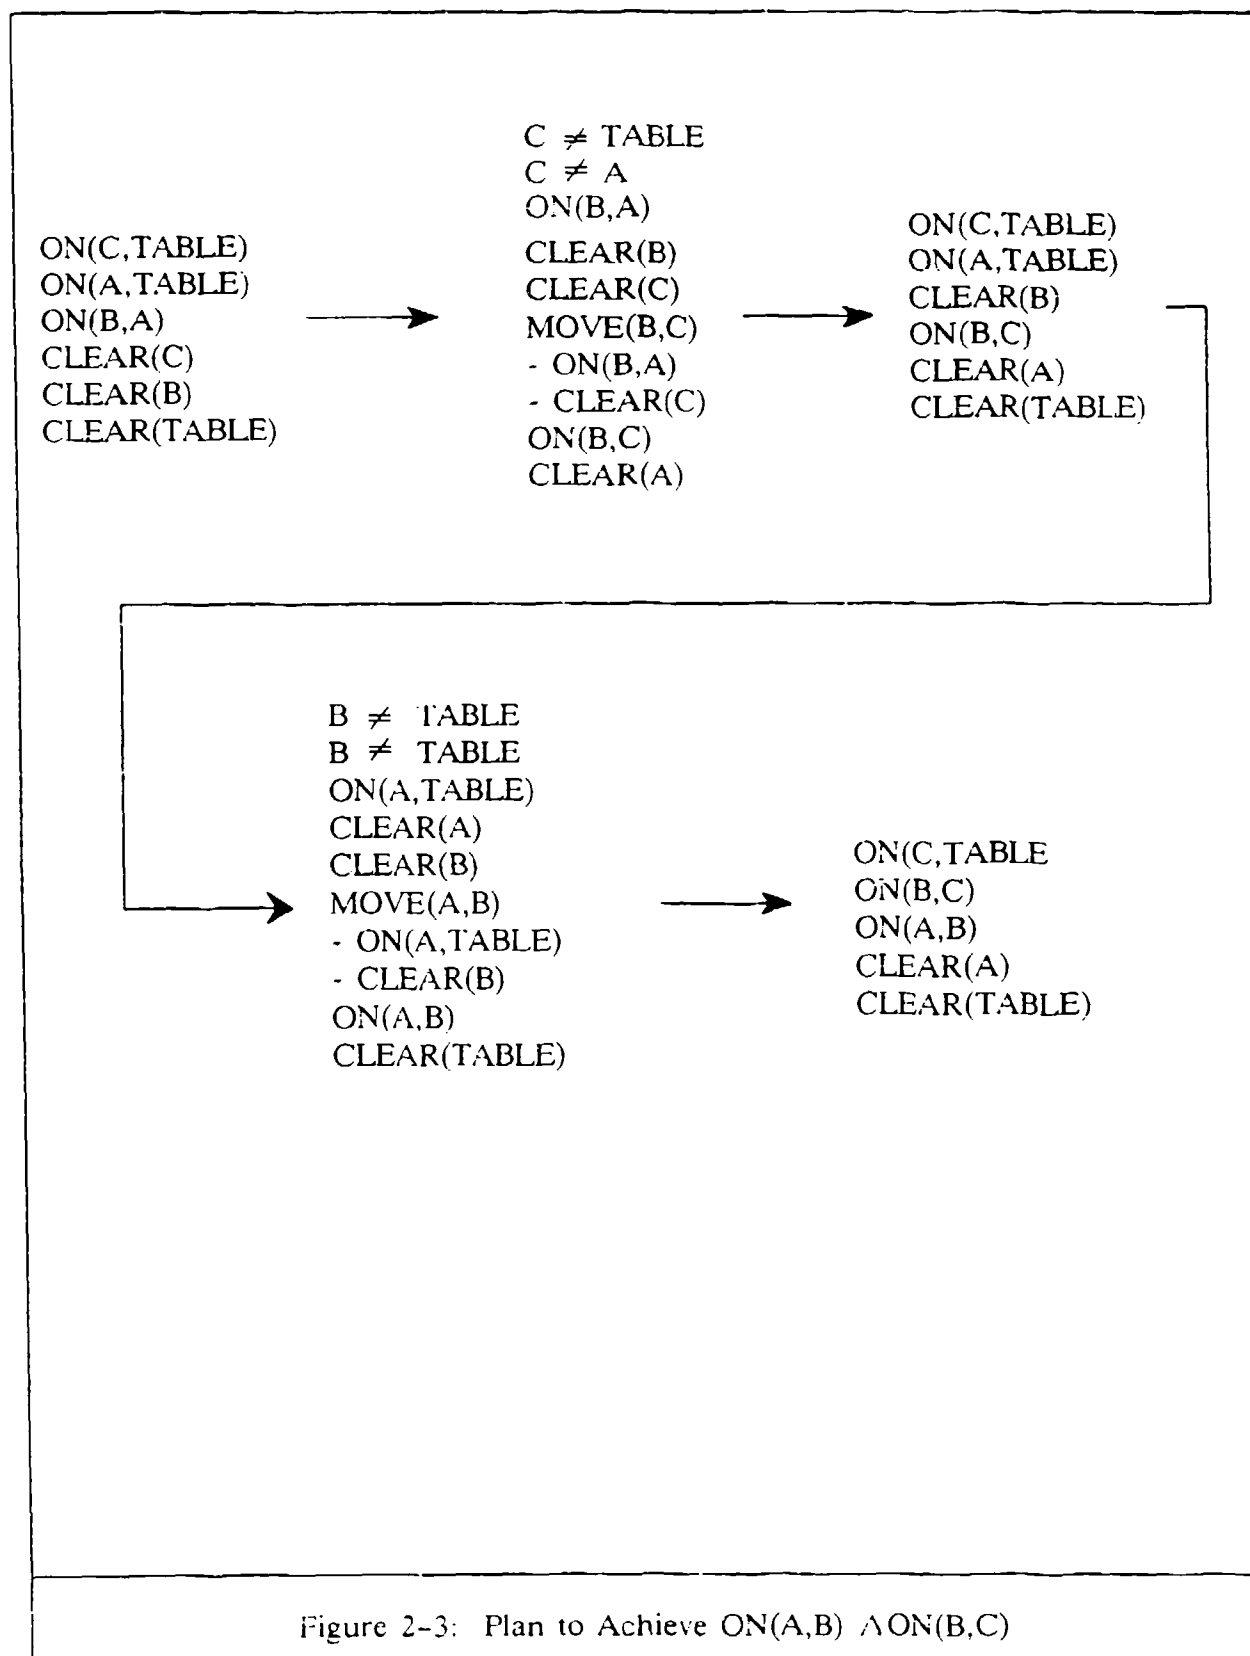 ON(C,TABLE)
ON(A,TABLE)
ON(B,A)
CLEAR(C)
CLEAR(B)
CLEAR(TABLE)
C ≠ TABLE
C ≠ A
ON(B,A)
CLEAR(B)
CLEAR(C)
MOVE(B,C)
- ON(B,A)
- CLEAR(C)
ON(B,C)
CLEAR(A)
ON(C,TABLE)
ON(A,TABLE)
CLEAR(B)
ON(B,C)
CLEAR(A)
CLEAR(TABLE)
B ≠ TABLE
B ≠ TABLE
ON(A,TABLE)
CLEAR(A)
CLEAR(B)
MOVE(A,B)
- ON(A,TABLE)
- CLEAR(B)
ON(A,B)
CLEAR(TABLE)
ON(C,TABLE
ON(B,C)
ON(A,B)
CLEAR(A)
CLEAR(TABLE)
Figure 2-3: Plan to Achieve ON(A,B) ∧ON(B,C)